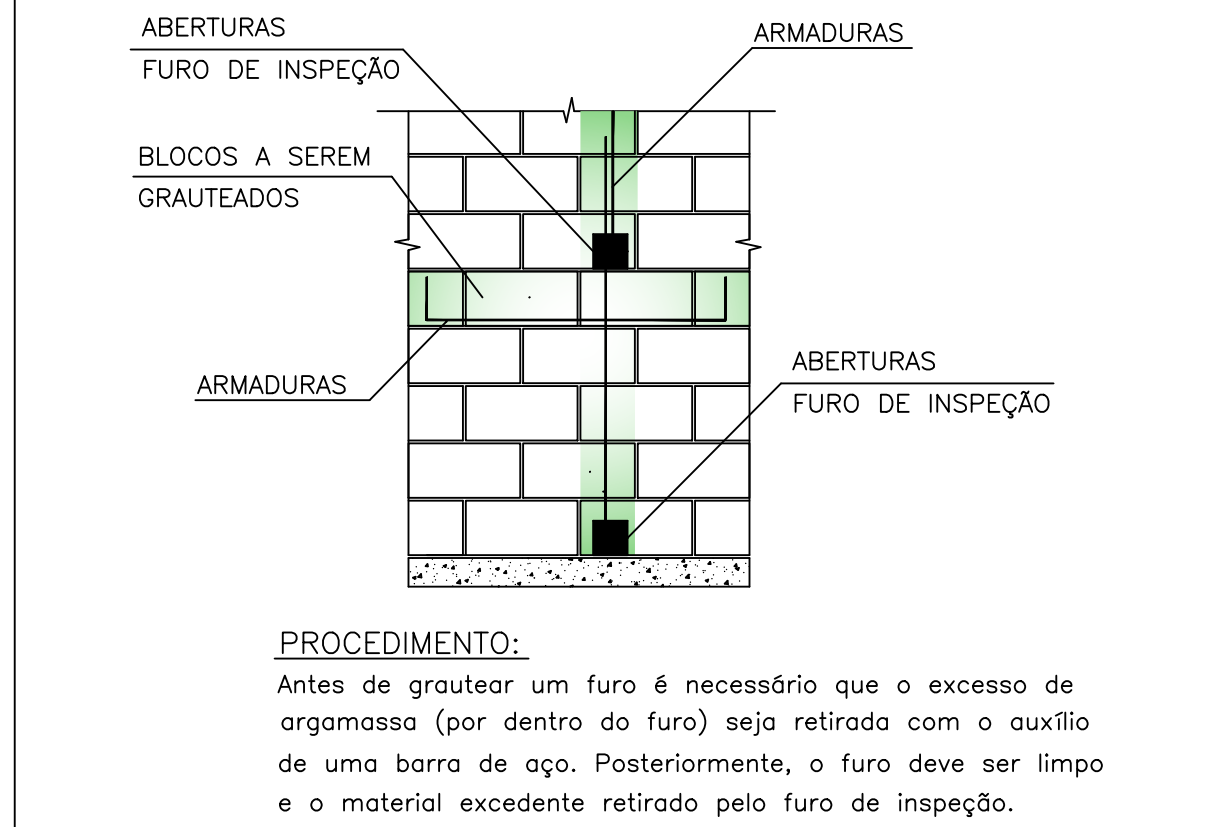 ABERTURAS
FURO DE INSPEÇÃO
ARMADURAS
BLOCOS A SEREM
GRAUTEADOS
ARMADURAS
ABERTURAS
FURO DE INSPEÇÃO
PROCEDIMENTO:
Antes de grautear um furo é necessário que o excesso de
argamassa (por dentro do furo) seja retirada com o auxílio
de uma barra de aço. Posteriormente, o furo deve ser limpo
e o material excedente retirado pelo furo de inspeção.